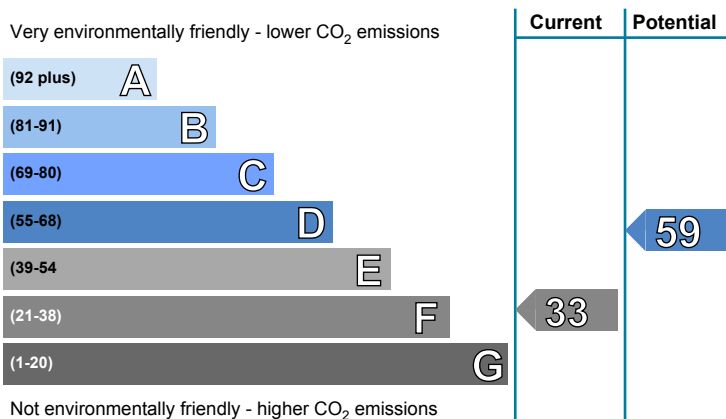 Current Potential
Very environmentally friendly - lower CO2 emissions
(92 plus) A
(81-91) B
(69-80) C
(55-68) D
59
(39-54 E
(21-38) F
33
(1-20) G
Not environmentally friendly - higher CO2 emissions